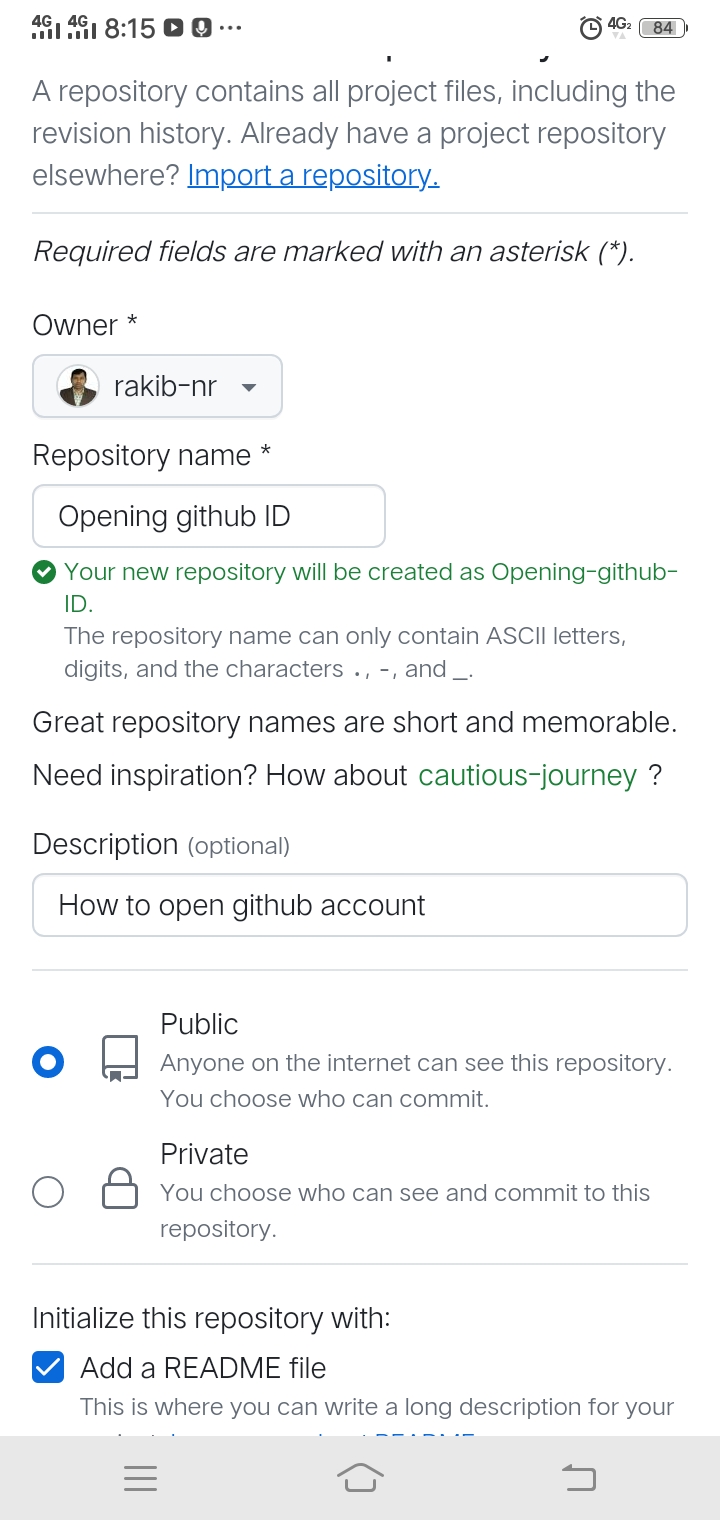 4G 4G 8:15 4G2 84
A repository contains all project files, including the
revision history. Already have a project repository
elsewhere? Import a repository.
Required fields are marked with an asterisk (*).
Owner *
rakib-nr
Repository name *
Opening github ID
Your new repository will be created as Opening-github-
ID.
The repository name can only contain ASCII letters,
digits, and the characters ., -, and _.
Great repository names are short and memorable.
Need inspiration? How about cautious-journey ?
Description (optional)
How to open github account
Public
Anyone on the internet can see this repository.
You choose who can commit.
Private
You choose who can see and commit to this
repository.
Initialize this repository with:
Add a README file
This is where you can write a long description for your